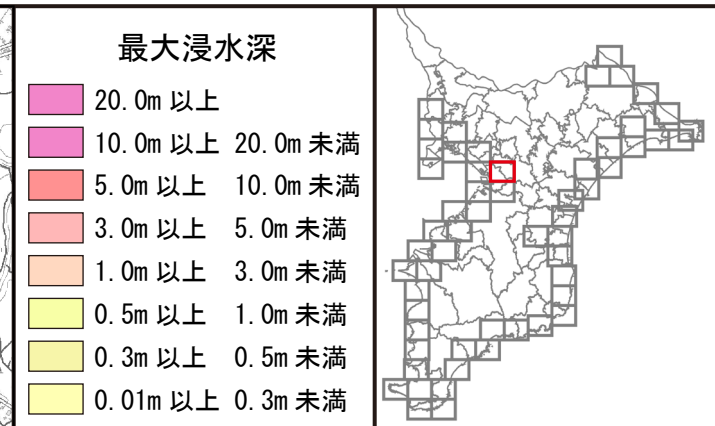 最大浸水深
20.0m 以上
10.0m 以上 20.0m 未満
5.0m 以上 10.0m 未満
3.0m 以上 5.0m 未満
1.0m 以上 3.0m 未満
0.5m 以上 1.0m 未満
0.3m 以上 0.5m 未満
0.01m 以上 0.3m 未満